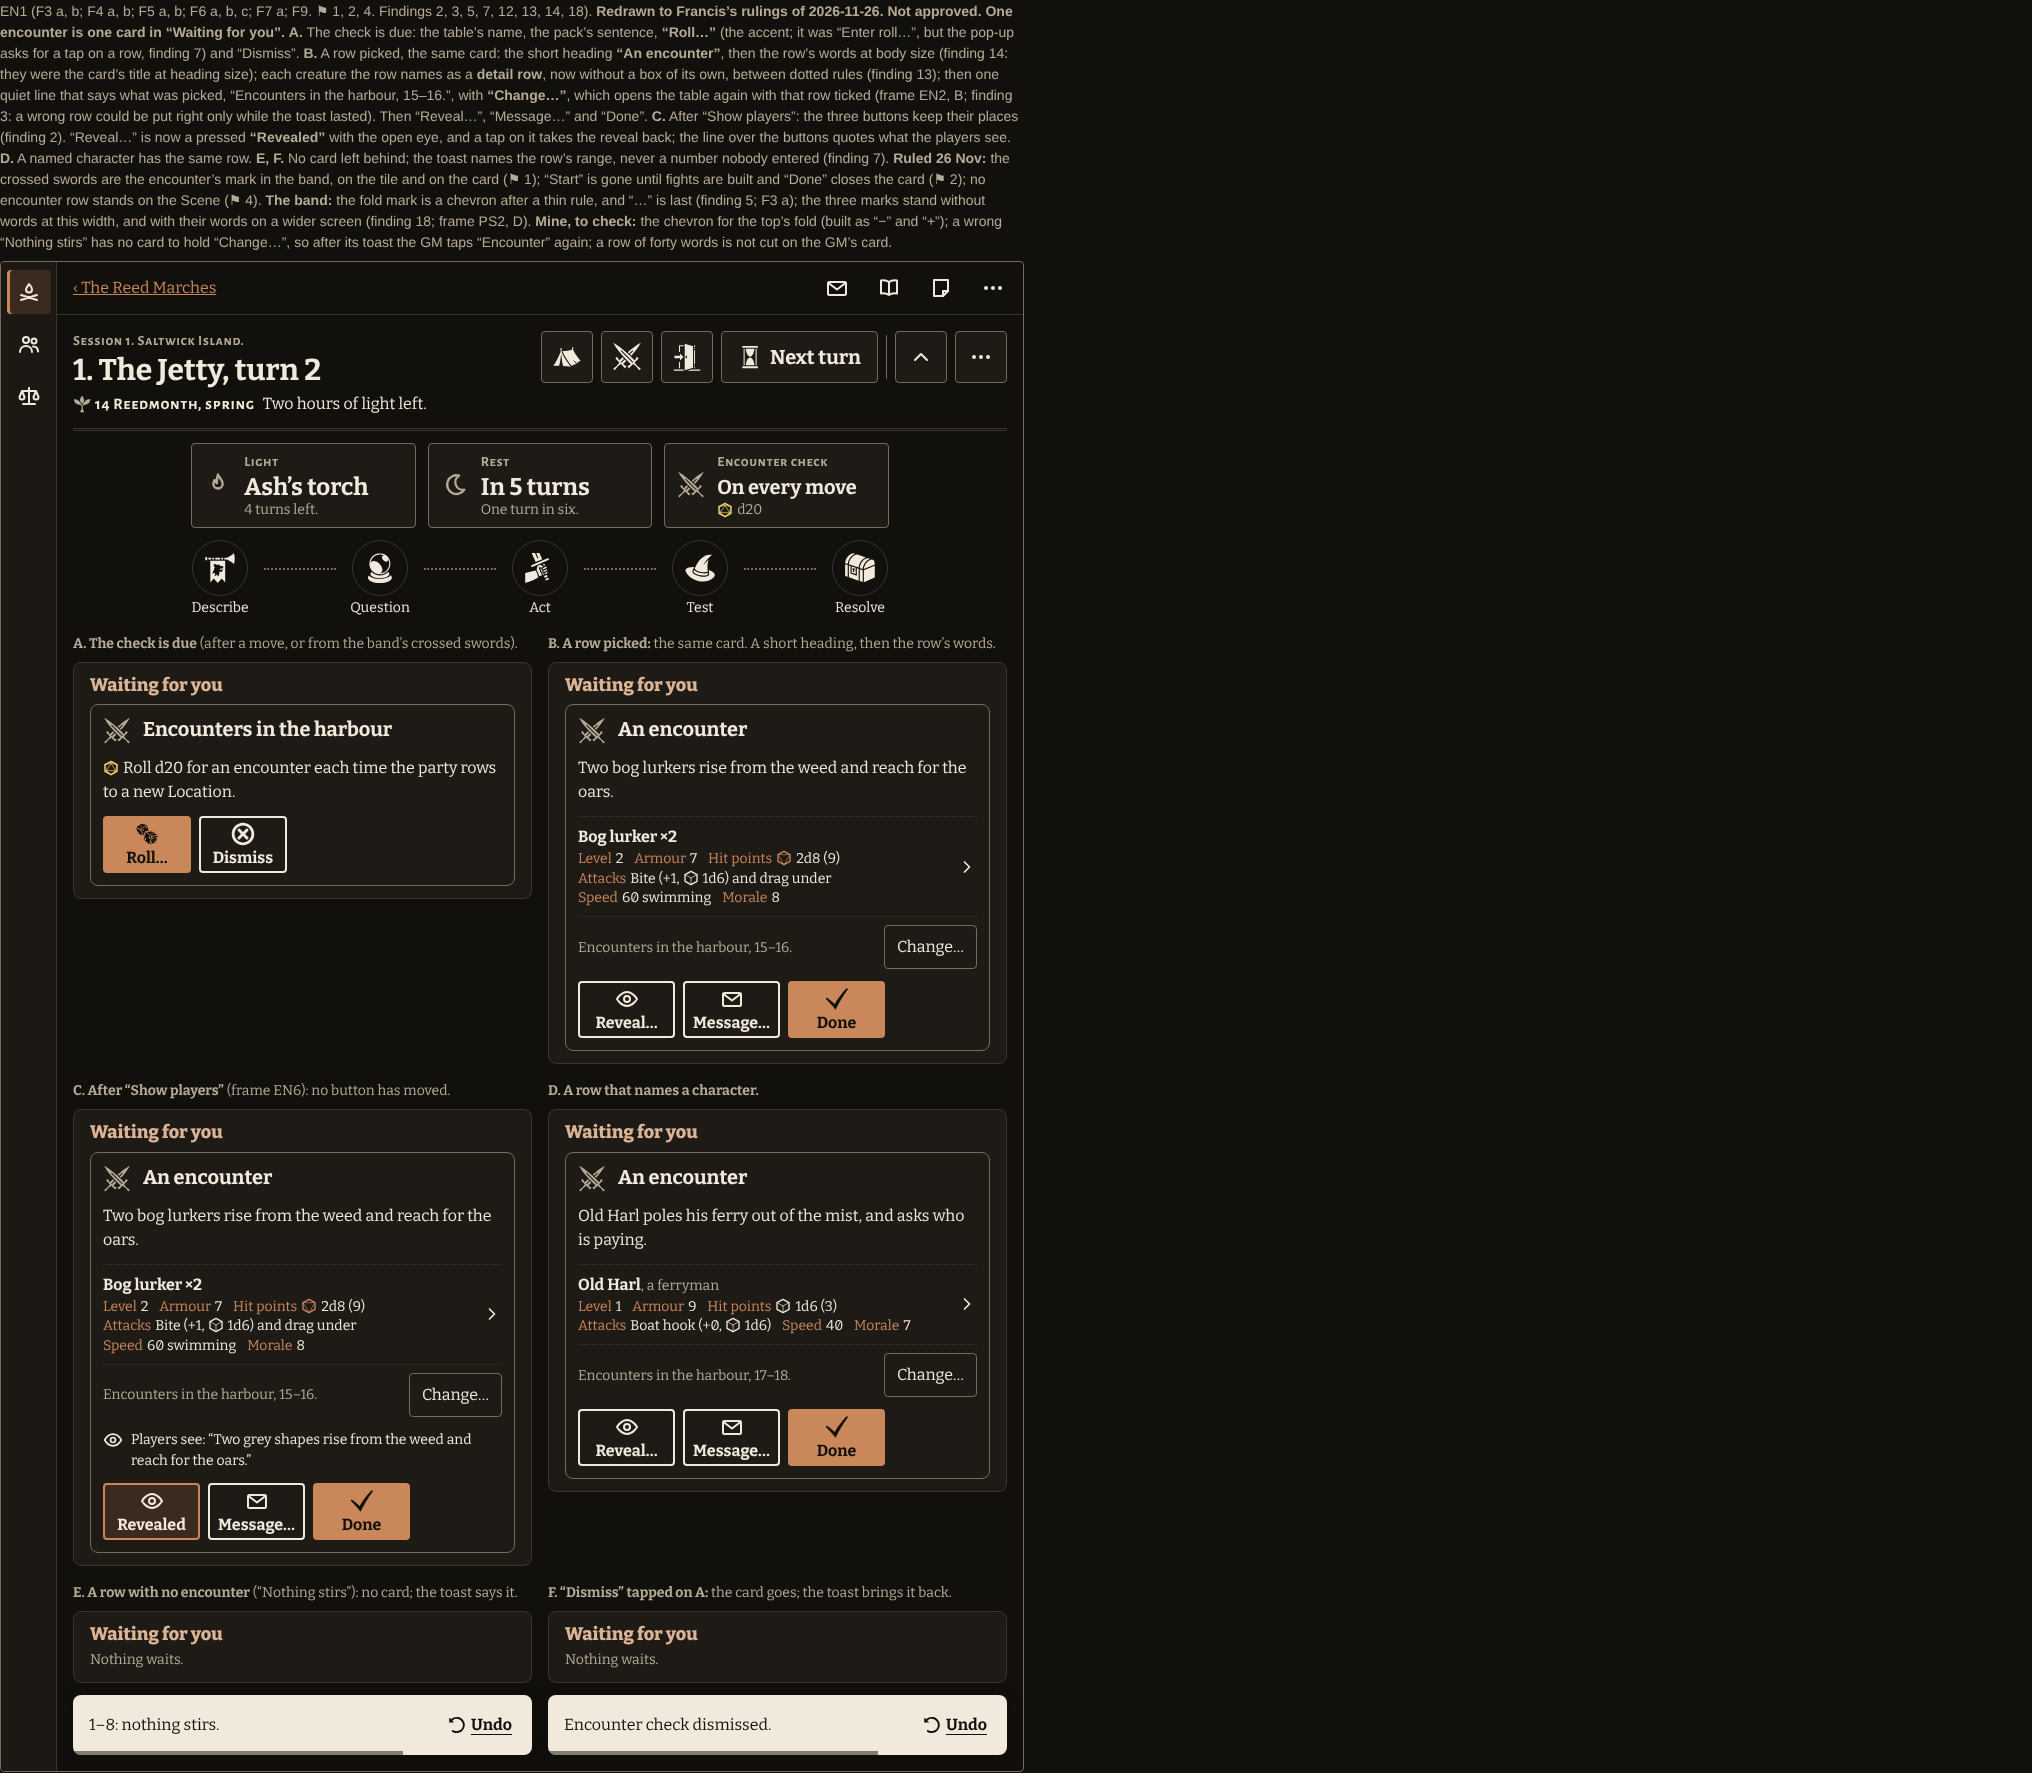 EN1 (F3 a, b; F4 a, b; F5 a, b; F6 a, b, c; F7 a; F9. ⚑ 1, 2, 4. Findings 2, 3, 5, 7, 12, 13, 14, 18). Redrawn to Francis's rulings of 2026-11-26. Not approved. One
encounter is one card in “Waiting for you”. A. The check is due: the table's name, the pack's sentence, “Roll…” (the accent; it was “Enter roll…”, but the pop-up
asks for a tap on a row, finding 7) and “Dismiss”. B. A row picked, the same card: the short heading “An encounter”, then the row's words at body size (finding 14:
they were the card's title at heading size); each creature the row names as a detail row, now without a box of its own, between dotted rules (finding 13); then one
quiet line that says what was picked, “Encounters in the harbour, 15–16.”, with “Change…”, which opens the table again with that row ticked (frame EN2, B; finding
3: a wrong row could be put right only while the toast lasted). Then “Reveal…”, “Message…” and “Done”. C. After “Show players”: the three buttons keep their places
(finding 2). “Reveal…” is now a pressed “Revealed” with the open eye, and a tap on it takes the reveal back; the line over the buttons quotes what the players see.
D. A named character has the same row. E, F. No card left behind; the toast names the row's range, never a number nobody entered (finding 7). Ruled 26 Nov: the
crossed swords are the encounter's mark in the band, on the tile and on the card (⚑ 1); “Start” is gone until fights are built and “Done” closes the card (⚑ 2); no
encounter row stands on the Scene (⚑ 4). The band: the fold mark is a chevron after a thin rule, and “…” is last (finding 5; F3 a); the three marks stand without
words at this width, and with their words on a wider screen (finding 18; frame PS2, D). Mine, to check: the chevron for the top's fold (built as “−” and “+”); a wrong
“Nothing stirs” has no card to hold “Change…”, so after its toast the GM taps “Encounter” again; a row of forty words is not cut on the GM's card.
‹ The Reed Marches
Session 1. Saltwick Island.
1. The Jetty, turn 2
Next turn
14 Reedmonth, spring Two hours of light left.
Light
Ash’s torch
4 turns left.
Rest
In 5 turns
One turn in six.
Encounter check
On every move
d20
Describe
Question
Act
Test
Resolve
A. The check is due (after a move, or from the band’s crossed swords).
Waiting for you
Encounters in the harbour
Roll d20 for an encounter each time the party rows
to a new Location.
Roll…
Dismiss
B. A row picked: the same card. A short heading, then the row’s words.
Waiting for you
An encounter
Two bog lurkers rise from the weed and reach for the
oars.
Bog lurker ×2
Level 2 Armour 7 Hit points 2d8 (9)
Attacks Bite (+1, 1d6) and drag under
Speed 60 swimming Morale 8
Encounters in the harbour, 15–16.
Change…
Reveal…
Message…
Done
C. After “Show players” (frame EN6): no button has moved.
Waiting for you
An encounter
Two bog lurkers rise from the weed and reach for the
oars.
Bog lurker ×2
Level 2 Armour 7 Hit points 2d8 (9)
Attacks Bite (+1, 1d6) and drag under
Speed 60 swimming Morale 8
Encounters in the harbour, 15–16.
Change…
Players see: “Two grey shapes rise from the weed and
reach for the oars.”
Revealed
Message…
Done
D. A row that names a character.
Waiting for you
An encounter
Old Harl poles his ferry out of the mist, and asks who
is paying.
Old Harl, a ferryman
Level 1 Armour 9 Hit points 1d6 (3)
Attacks Boat hook (+0, 1d6) Speed 40 Morale 7
Encounters in the harbour, 17–18.
Change…
Reveal…
Message…
Done
E. A row with no encounter (“Nothing stirs”): no card; the toast says it.
Waiting for you
Nothing waits.
1–8: nothing stirs.
Undo
F. “Dismiss” tapped on A: the card goes; the toast brings it back.
Waiting for you
Nothing waits.
Encounter check dismissed.
Undo